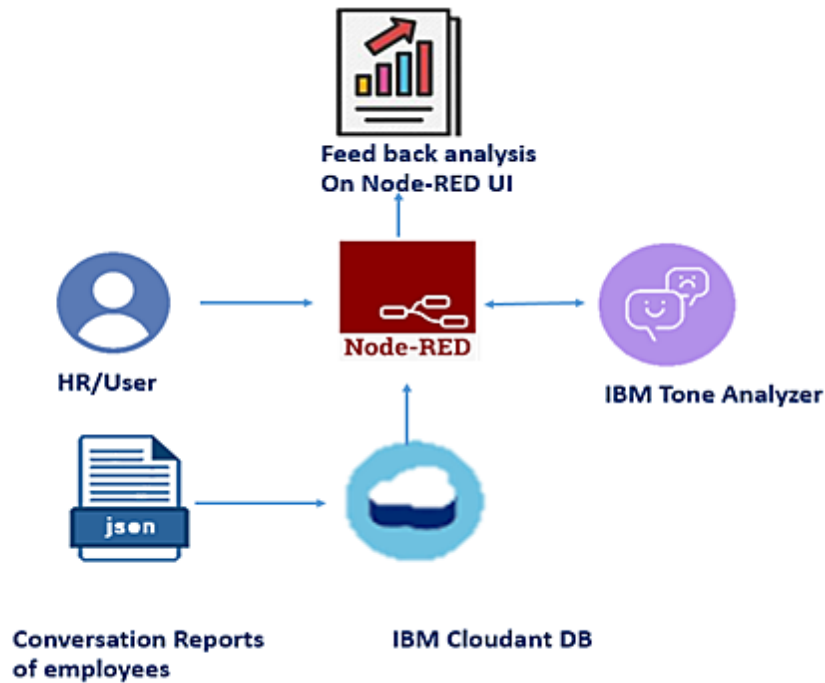 Feed back analysis
On Node-RED UI
Node-RED
HR/User
IBM Tone Analyzer
json
Conversation Reports
of employees
IBM Cloudant DB